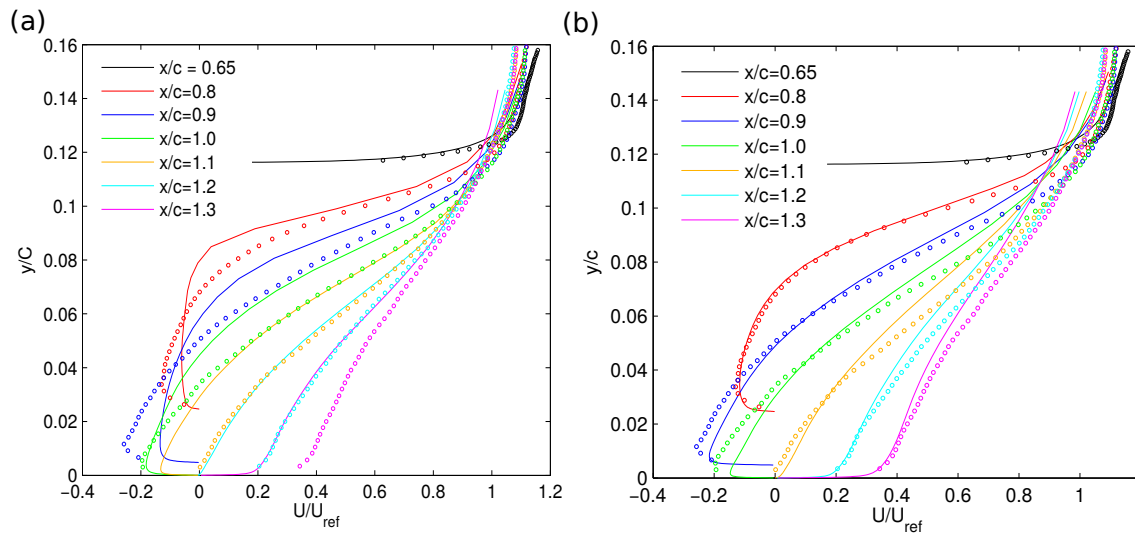 (a)
0.16
0.14
0.12
0.1
0.08
0.06
0.04
0.02
0
y/C
x/c = 0.65
x/c=0.8
x/c=0.9
x/c=1.0
x/c=1.1
x/c=1.2
x/c=1.3
−0.4 −0.2 0 0.2 0.4 0.6 0.8 1 1.2
U/Uref
(b)
0.16
0.14
0.12
0.1
0.08
0.06
0.04
0.02
0
y/c
x/c=0.65
x/c=0.8
x/c=0.9
x/c=1.0
x/c=1.1
x/c=1.2
x/c=1.3
−0.4 −0.2 0 0.2 0.4 0.6 0.8 1
U/Uref